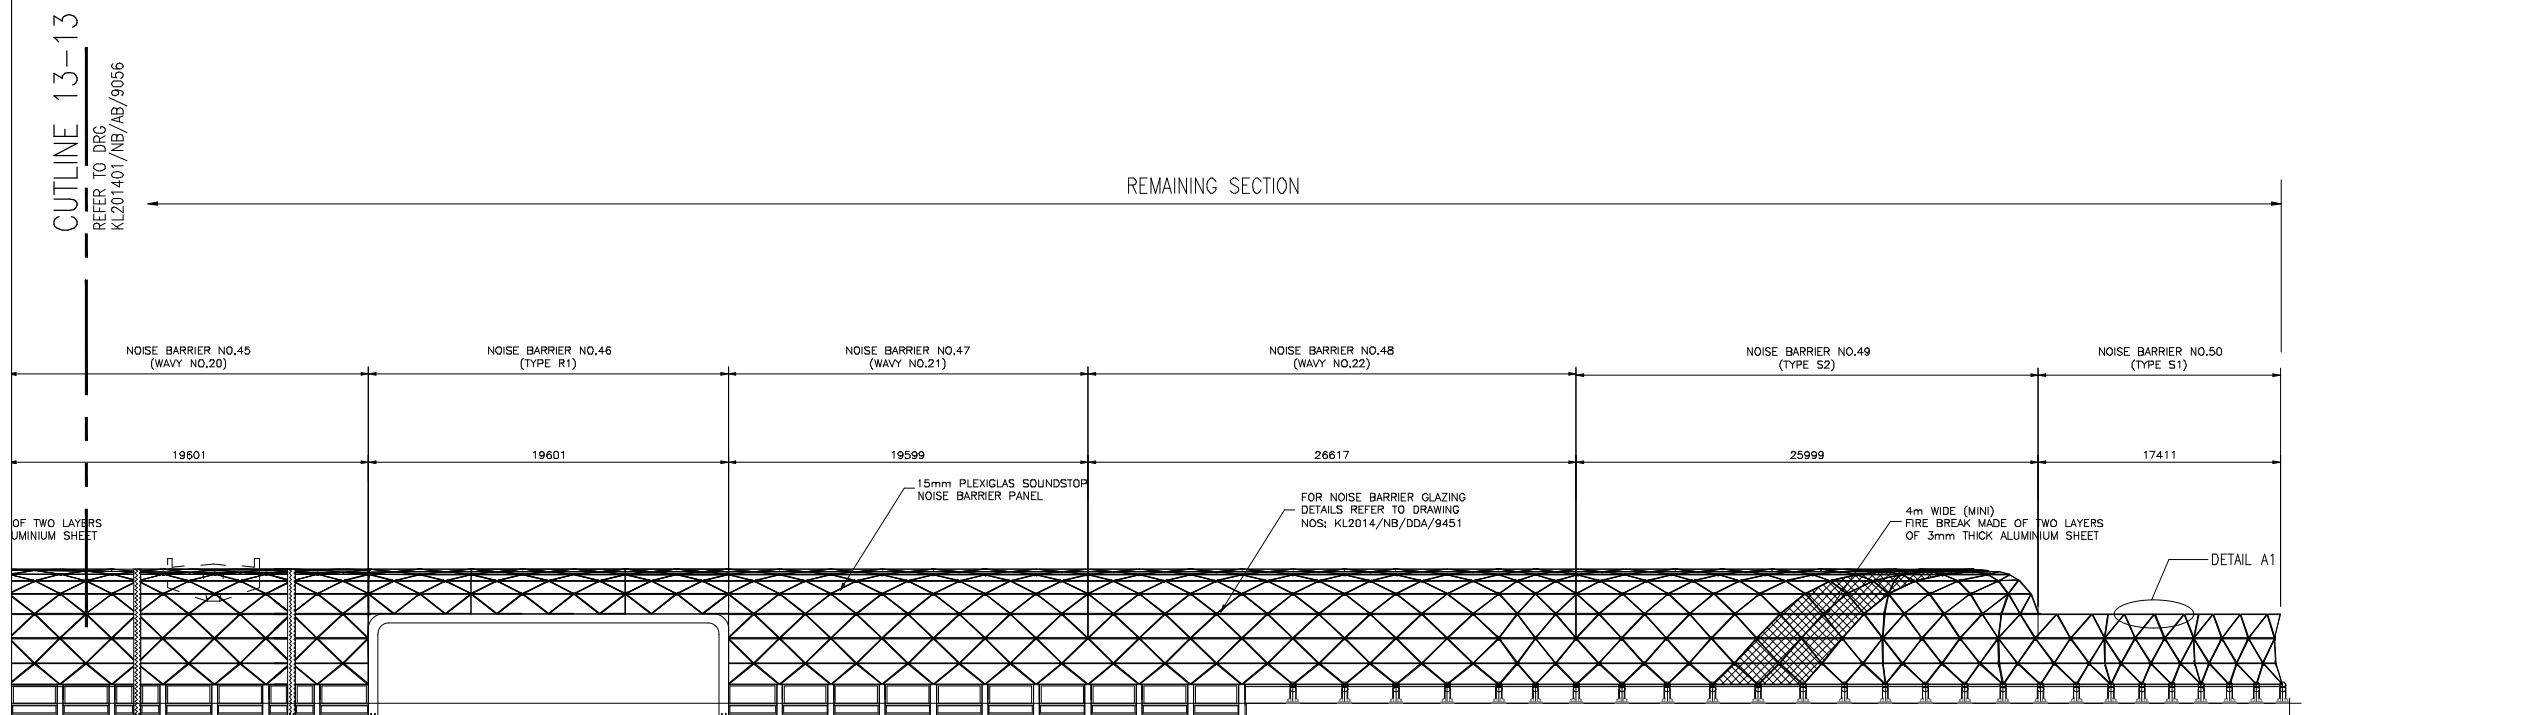 CUTLINE 13-13
REFER TO DRG
KL201401/NB/AB/9056
REMAINING SECTION
NOISE BARRIER NO.45
(WAVY NO.20)
NOISE BARRIER NO.46
(TYPE R1)
NOISE BARRIER NO.47
(WAVY NO.21)
NOISE BARRIER NO.48
(WAVY NO.22)
NOISE BARRIER NO.49
(TYPE S2)
NOISE BARRIER NO.50
(TYPE S1)
19601
19601
19599
26617
25999
17411
15mm PLEXIGLAS SOUNDSTOP
NOISE BARRIER PANEL
FOR NOISE BARRIER GLAZING
DETAILS REFER TO DRAWING
NOS: KL2014/NB/DDA/9451
4m WIDE (MINI)
FIRE BREAK MADE OF TWO LAYERS
OF 3mm THICK ALUMINIUM SHEET
OF TWO LAYERS
UMINIUM SHEET
DETAIL A1